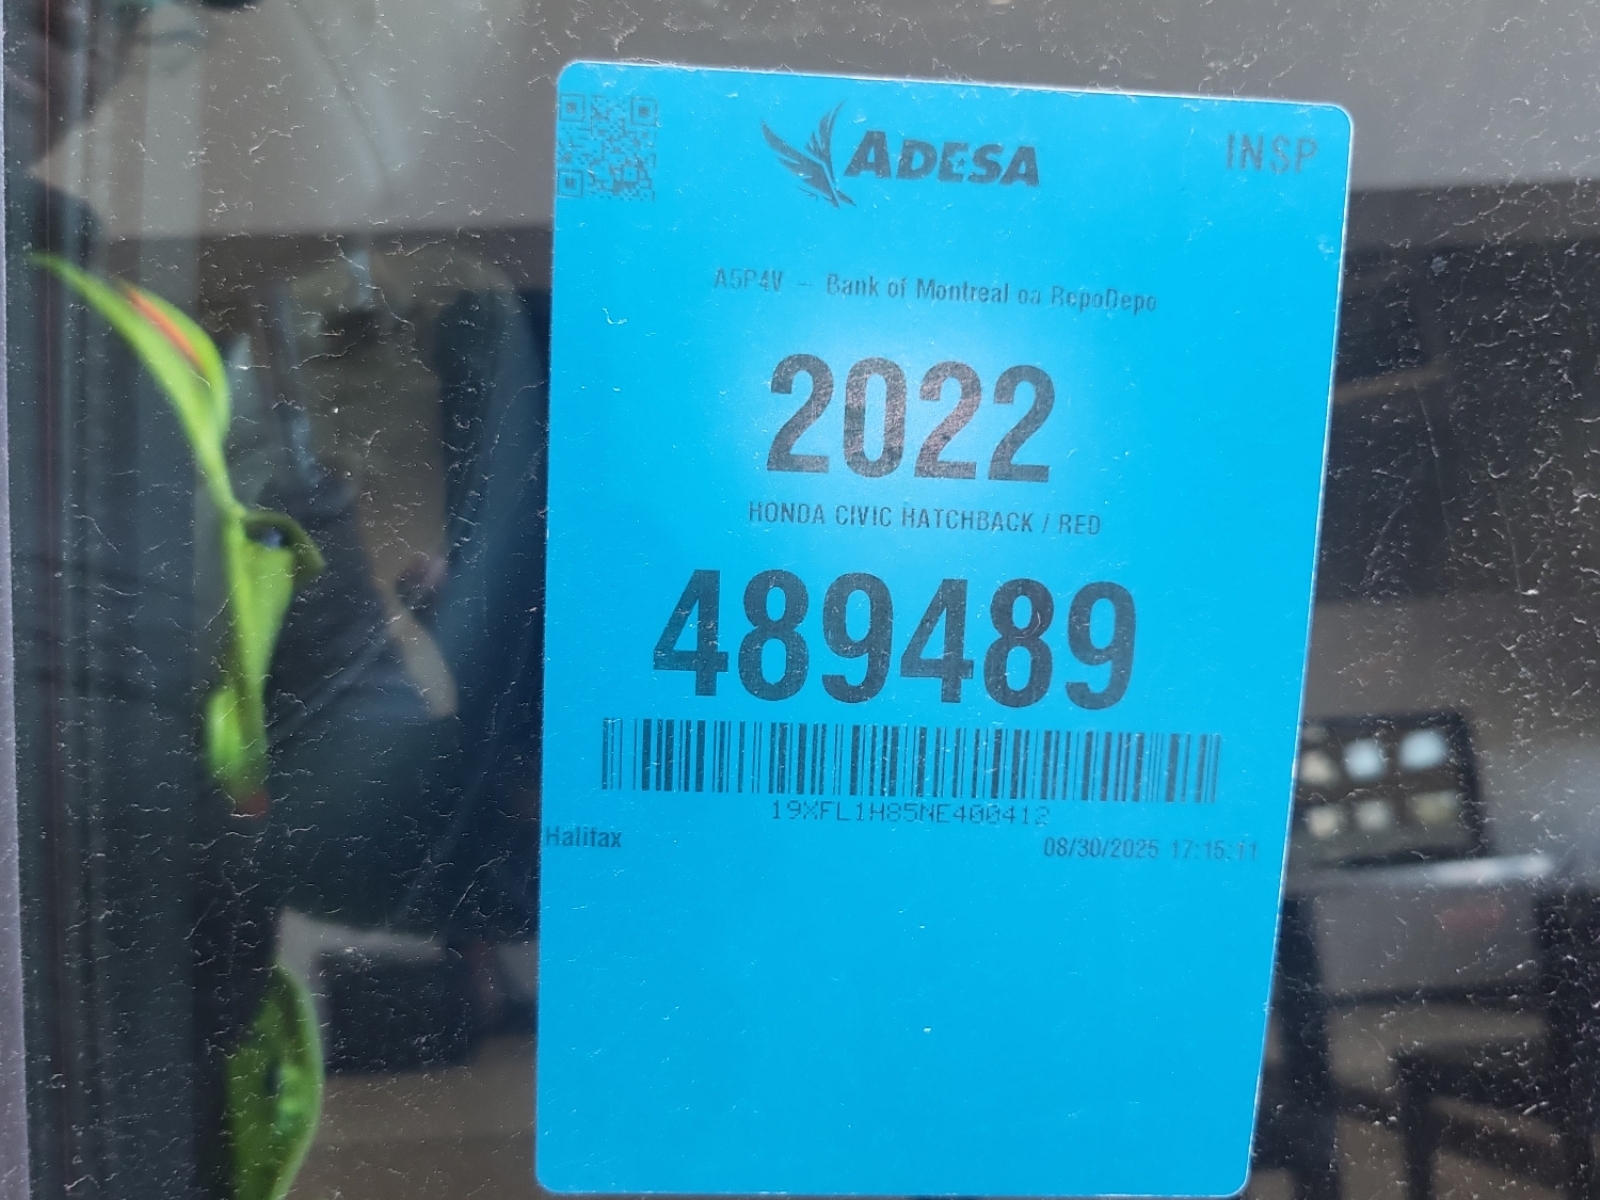 ADESA
INSP
A5P4V – Bank of Montreal oa RepoDepo
2022
HONDA CIVIC HATCHBACK / RED
489489
19XFL1H85NE400412
Halifax
08/30/2025 17:15:11